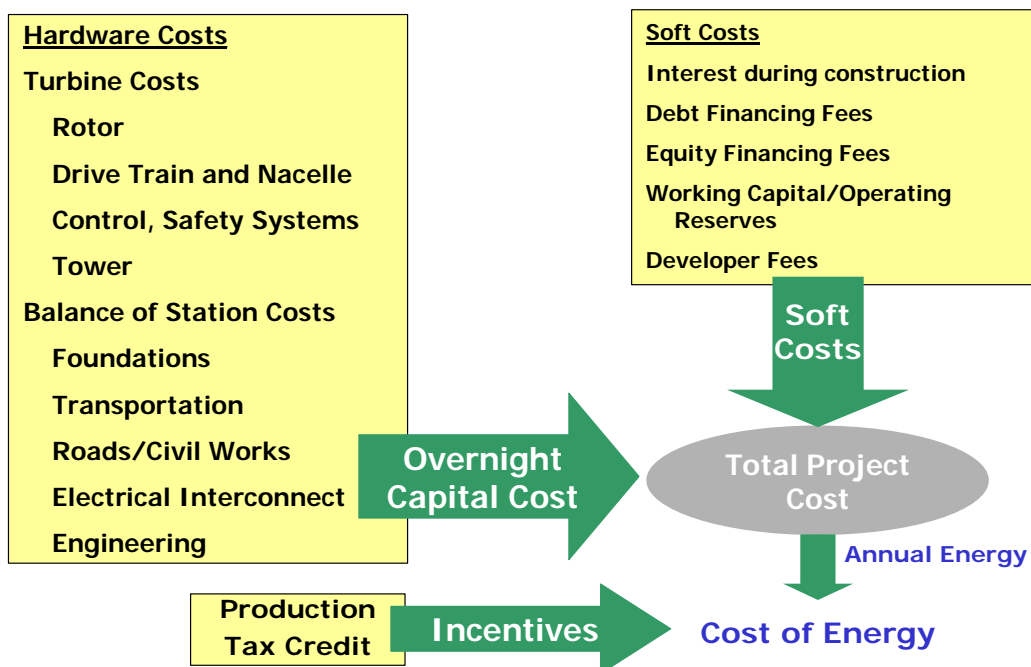 Hardware Costs
Turbine Costs
Rotor
Drive Train and Nacelle
Control, Safety Systems
Tower
Balance of Station Costs
Foundations
Transportation
Roads/Civil Works
Electrical Interconnect
Engineering
Soft Costs
Interest during construction
Debt Financing Fees
Equity Financing Fees
Working Capital/Operating
Reserves
Developer Fees
Soft
Costs
Overnight
Capital Cost
Total Project
Cost
Annual Energy
Production
Tax Credit
Incentives
Cost of Energy